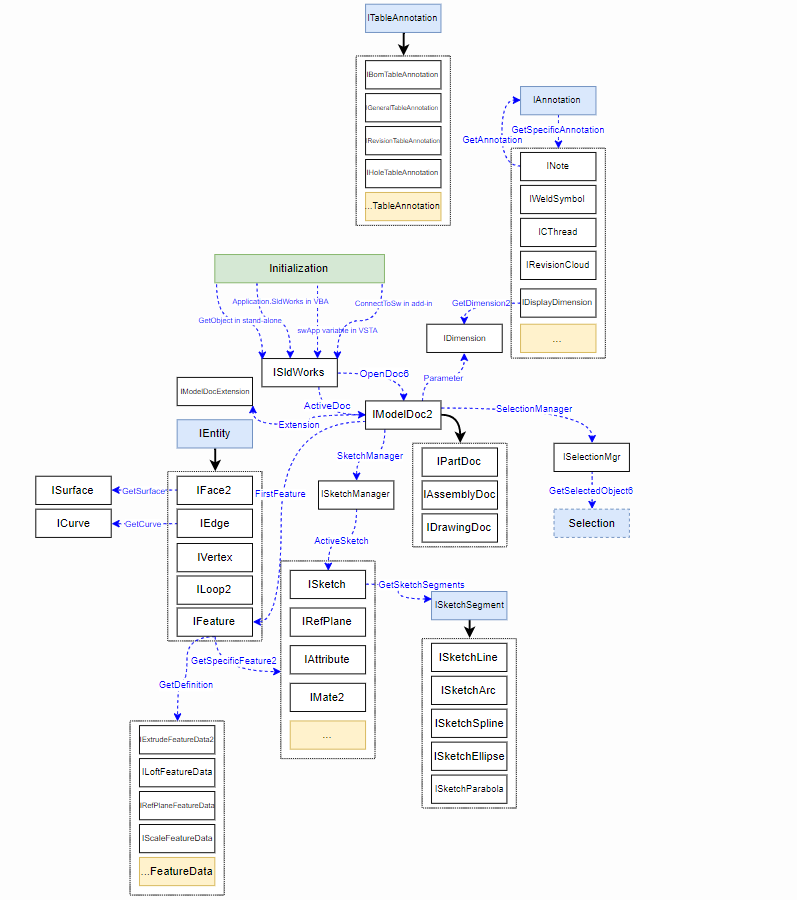 ITableAnnotation
IBomTableAnnotation
IGeneralTableAnnotation
IRevisionTableAnnotation
IHoleTableAnnotation
...TableAnnotation
IAnnotation
GetSpecificAnnotation
GetAnnotation
INote
IWeldSymbol
ICThread
IRevisionCloud
IDisplayDimension
...
GetDimension2
IDimension
Parameter
Initialization
Application.SldWorks in VBA
ConnectToSw in add-in
GetObject in stand-alone
swApp variable in VSTA
ISldWorks
OpenDoc6
ActiveDoc
IModelDocExtension
Extension
IModelDoc2
SelectionManager
ISelectionMgr
GetSelectedObject6
Selection
IEntity
IPartDoc
IAssemblyDoc
IDrawingDoc
SketchManager
ISketchManager
ActiveSketch
FirstFeature
ISurface
GetSurface
IFace2
ICurve
GetCurve
IEdge
IVertex
ILoop2
IFeature
GetSpecificFeature2
GetDefinition
ISketch
IRefPlane
IAttribute
IMate2
...
GetSketchSegments
ISketchSegment
ISketchLine
ISketchArc
ISketchSpline
ISketchEllipse
ISketchParabola
IExtrudeFeatureData2
ILoftFeatureData
IRefPlaneFeatureData
IScaleFeatureData
...FeatureData